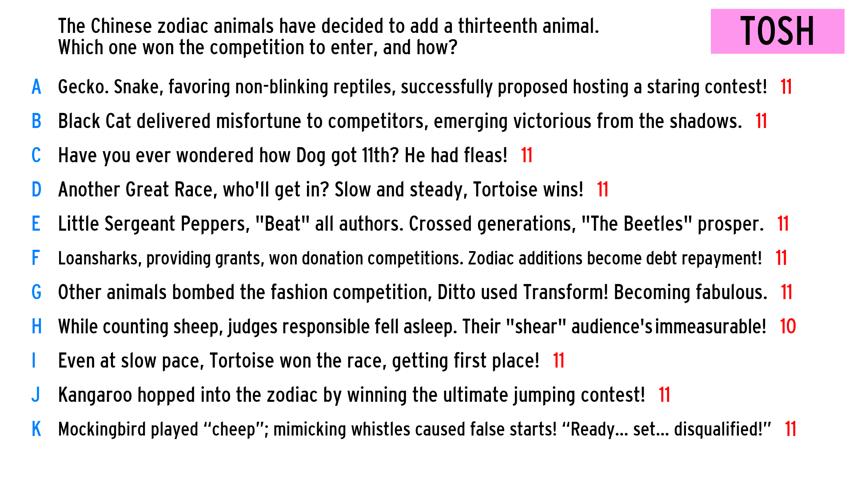 The Chinese zodiac animals have decided to add a thirteenth animal.
Which one won the competition to enter, and how?
TOSH
A Gecko. Snake, favoring non-blinking reptiles, successfully proposed hosting a staring contest! 11
B Black Cat delivered misfortune to competitors, emerging victorious from the shadows. 11
C Have you ever wondered how Dog got 11th? He had fleas! 11
D Another Great Race, who'll get in? Slow and steady, Tortoise wins! 11
E Little Sergeant Peppers, "Beat" all authors. Crossed generations, "The Beetles" prosper. 11
F Loansharks, providing grants, won donation competitions. Zodiac additions become debt repayment! 11
G Other animals bombed the fashion competition, Ditto used Transform! Becoming fabulous. 11
H While counting sheep, judges responsible fell asleep. Their "shear" audience's immeasurable! 10
I Even at slow pace, Tortoise won the race, getting first place! 11
J Kangaroo hopped into the zodiac by winning the ultimate jumping contest! 11
K Mockingbird played “cheep”; mimicking whistles caused false starts! “Ready... set... disqualified!” 11